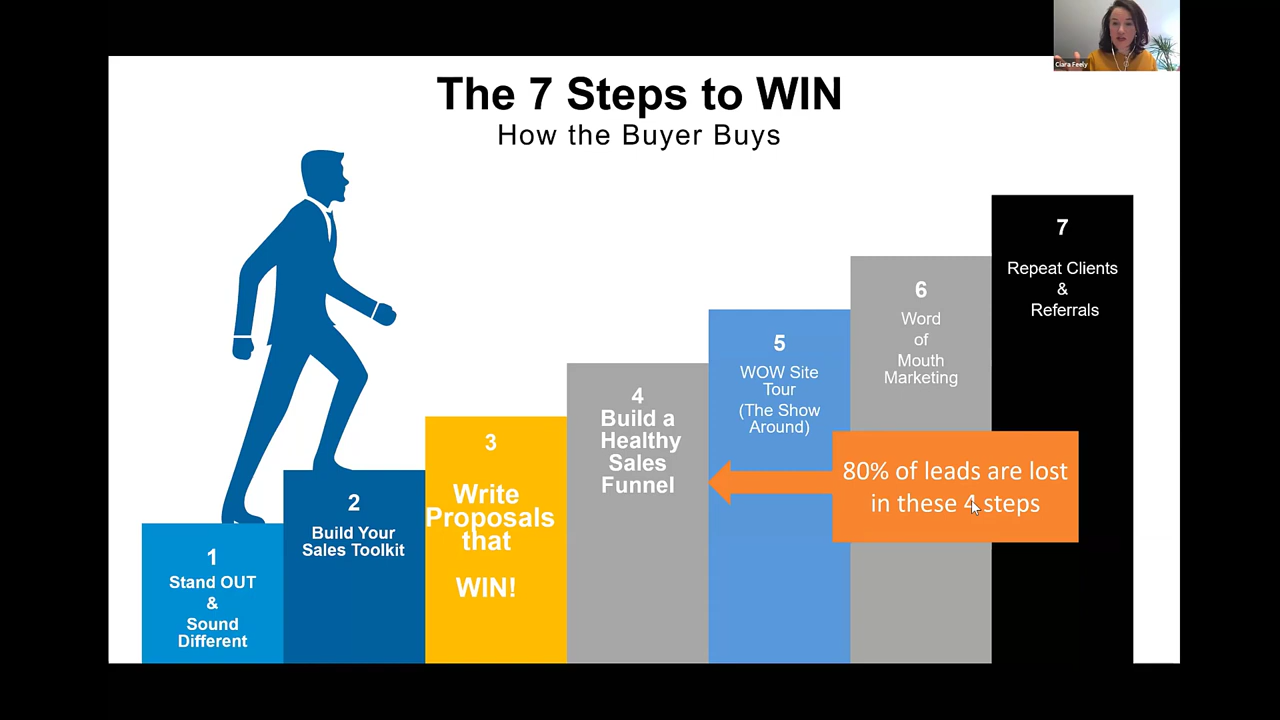 Ciara Feely
The 7 Steps to WIN
How the Buyer Buys
1
Stand OUT
&
Sound
Different
2
Build Your
Sales Toolkit
3
Write
Proposals
that
WIN!
4
Build a
Healthy
Sales
Funnel
5
WOW Site
Tour
(The Show
Around)
6
Word
of
Mouth
Marketing
7
Repeat Clients
&
Referrals
80% of leads are lost
in these 4 steps